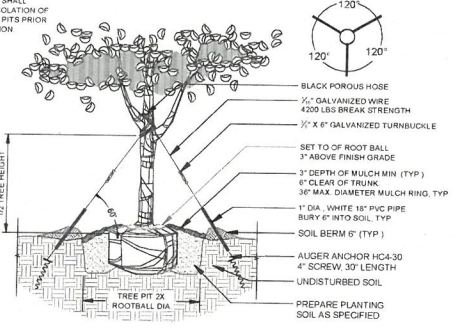 SHALL
OLATION OF
PITS PRIOR
ION
120°
120°
120°
BLACK POROUS HOSE
GALVANIZED WIRE
4200 LBS BREAK STRENGTH
X 6" GALVANIZED TURNBUCKLE
SET TO OF ROOT BALL
3" ABOVE FINISH GRADE
3" DEPTH OF MULCH MIN (TYP)
6" CLEAR OF TRUNK
36" MAX. DIAMETER MULCH RING, TYP
1" DIA., WHITE 18" PVC PIPE
BURY 6" INTO SOIL, TYP
SOIL BERM 6" (TYP)
AUGER ANCHOR HC4-30
4" SCREW, 30" LENGTH
UNDISTURBED SOIL
PREPARE PLANTING
SOIL AS SPECIFIED
1/2 TREE HEIGHT
60°
TREE PIT 2X
ROOTBALL DIA